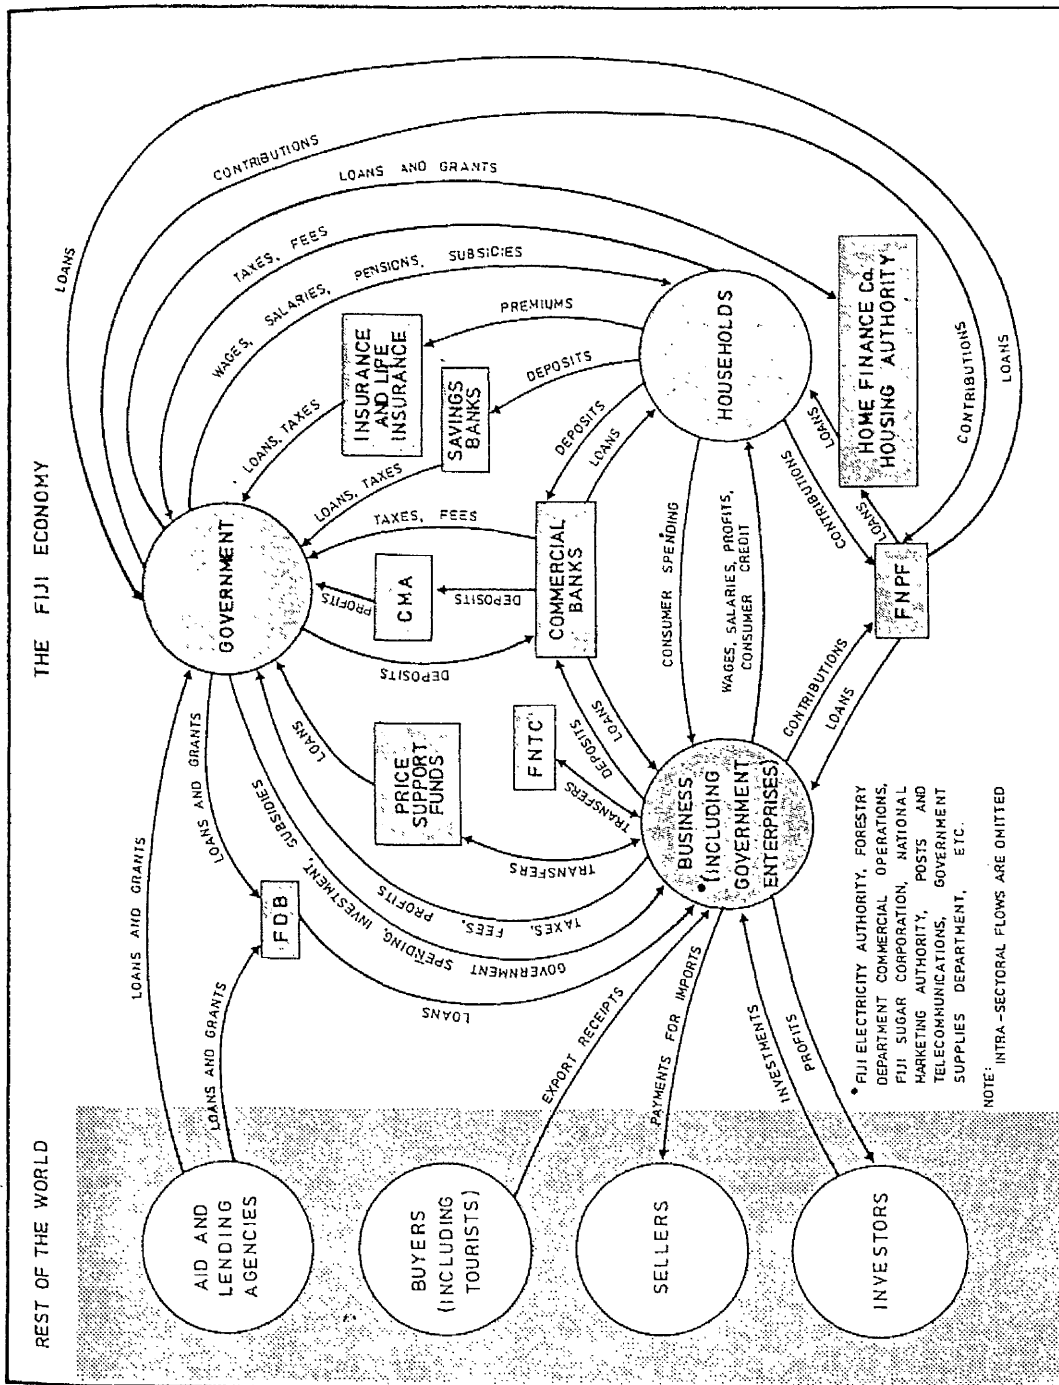 THE FIJI ECONOMY
REST OF THE WORLD
AID AND
LENDING
AGENCIES
BUYERS
(INCLUDING
TOURISTS)
SELLERS
INVESTORS
LOANS AND GRANTS
LOANS AND GRANTS
EXPORT RECEIPTS
PAYMENTS FOR IMPORTS
INVESTMENTS
PROFITS
GOVERNMENT
LOANS AND GRANTS
FDB
LOANS
GOVERNMENT SPENDING, INVESTMENT, SUBSIDIES
TAXES, FEES, PROFITS
LOANS
PRICE
SUPPORT
FUNDS
TRANSFERS
FNTC
TRANSFERS
DEPOSITS
LOANS
BUSINESS
•(INCLUDING
GOVERNMENT
ENTERPRISES)
DEPOSITS
PROFITS
CMA
DEPOSITS
TAXES, FEES
COMMERCIAL
BANKS
LOANS, TAXES
SAVINGS
BANKS
LOANS, TAXES
INSURANCE
AND LIFE
INSURANCE
DEPOSITS
LOANS
DEPOSITS
PREMIUMS
HOUSEHOLDS
WAGES, SALARIES, PENSIONS, SUBSICIES
TAXES, FEES
LOANS AND GRANTS
CONTRIBUTIONS
LOANS
CONSUMER SPENDING
WAGES, SALARIES, PROFITS,
CONSUMER CREDIT
CONTRIBUTIONS
LOANS
CONTRIBUTIONS
LOANS
LOANS
FNPF
HOME FINANCE Co.
HOUSING AUTHORITY
CONTRIBUTIONS
LOANS
• FIJI ELECTRICITY AUTHORITY, FORESTRY
DEPARTMENT COMMERCIAL OPERATIONS,
FIJI SUGAR CORPORATION, NATIONAL
MARKETING AUTHORITY, POSTS AND
TELECOMMUNICATIONS, GOVERNMENT
SUPPLIES DEPARTMENT, ETC.
NOTE: INTRA-SECTORAL FLOWS ARE OMITTED